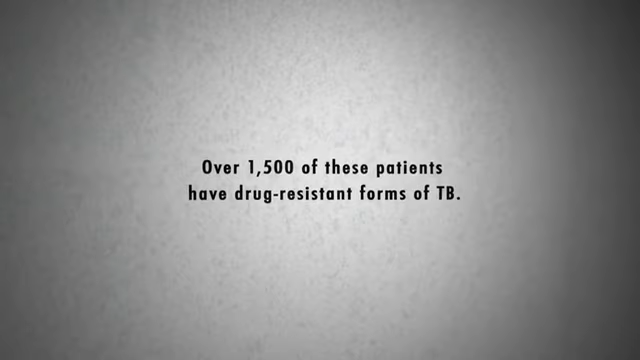 Over 1,500 of these patients
have drug-resistant forms of TB.